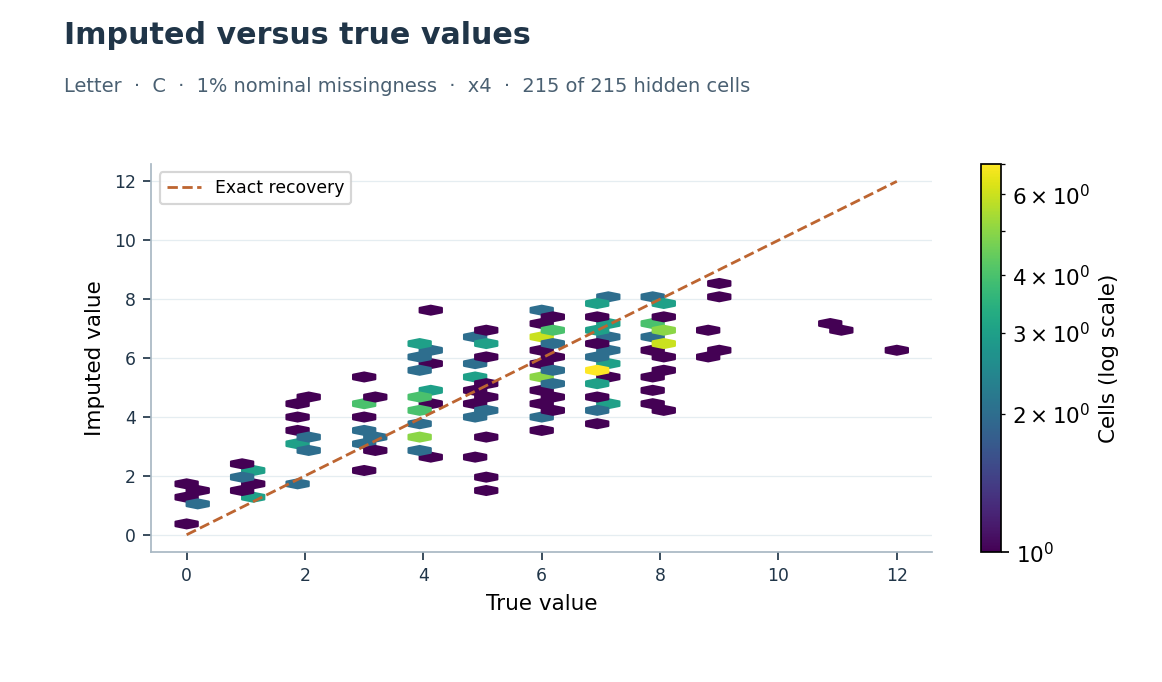 Imputed versus true values
Letter · C · 1% nominal missingness · x4 · 215 of 215 hidden cells
Exact recovery
12
10
8
6
4
2
0
Imputed value
0 2 4 6 8 10 12
True value
6 × 10⁰
4 × 10⁰
3 × 10⁰
2 × 10⁰
10⁰
Cells (log scale)